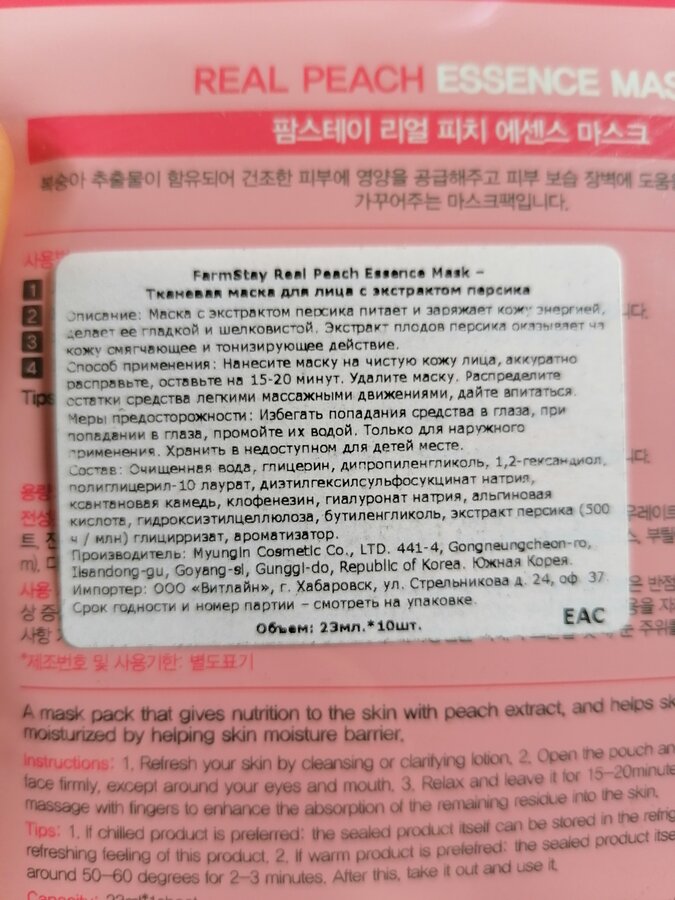 REAL PEACH ESSENCE MAS
팜스테이 리얼 피치 에센스 마스크
복숭아 추출물이 함유되어 건조한 피부에 영양을 공급해주고 피부 보습 장벽에 도움
가꾸어주는 마스크팩입니다.
사용방
1
2
3
4
Tips
FarmStay Real Peach Essence Mask –
Тканевая маска для лица с экстрактом персика
Описание: Маска с экстрактом персика питает и заряжает кожу энергией,
делает ее гладкой и шелковистой. Экстракт плодов персика оказывает на
кожу смягчающее и тонизирующее действие.
Способ применения: Нанесите маску на чистую кожу лица, аккуратно
расправьте, оставьте на 15-20 минут. Удалите маску. Распределите
остатки средства легкими массажными движениями, дайте впитаться.
Меры предосторожности: Избегать попадания средства в глаза, при
попадании в глаза, промойте их водой. Только для наружного
применения. Хранить в недоступном для детей месте.
Состав: Очищенная вода, глицерин, дипропиленгликоль, 1,2-гександиол,
полиглицерил-10 лаурат, диэтилгексилсульфосукцинат натрия,
ксантановая камедь, клофенезин, гиалуронат натрия, альгиновая
кислота, гидроксиэтилцеллюлоза, бутиленгликоль, экстракт персика (500
ч / млн) глицирризат, ароматизатор.
Производитель: Myungin Cosmetic Co., LTD. 441-4, Gongneungcheon-ro,
Ilsandong-gu, Goyang-si, Gunggi-do, Republic of Korea. Южная Корея.
Импортер: ООО «Витлайн», г. Хабаровск, ул. Стрельникова д. 24, оф. 37.
Срок годности и номер партии – смотреть на упаковке.
Объем: 23мл.*10шт.
EAC
*제조번호 및 사용기한: 별도표기
A mask pack that gives nutrition to the skin with peach extract, and helps sk
moisturized by helping skin moisture barrier.
Instructions: 1. Refresh your skin by cleansing or clarifying lotion. 2. Open the pouch an
face firmly, except around your eyes and mouth. 3. Relax and leave it for 15-20minute
massage with fingers to enhance the absorption of the remaining residue into the skin.
Tips: 1. If chilled product is preferred: the sealed product itself can be stored in the refrig
refreshing feeling of this product. 2. If warm product is preferred: the sealed product itse
around 50-60 degrees for 2-3 minutes. After this, take it out and use it.